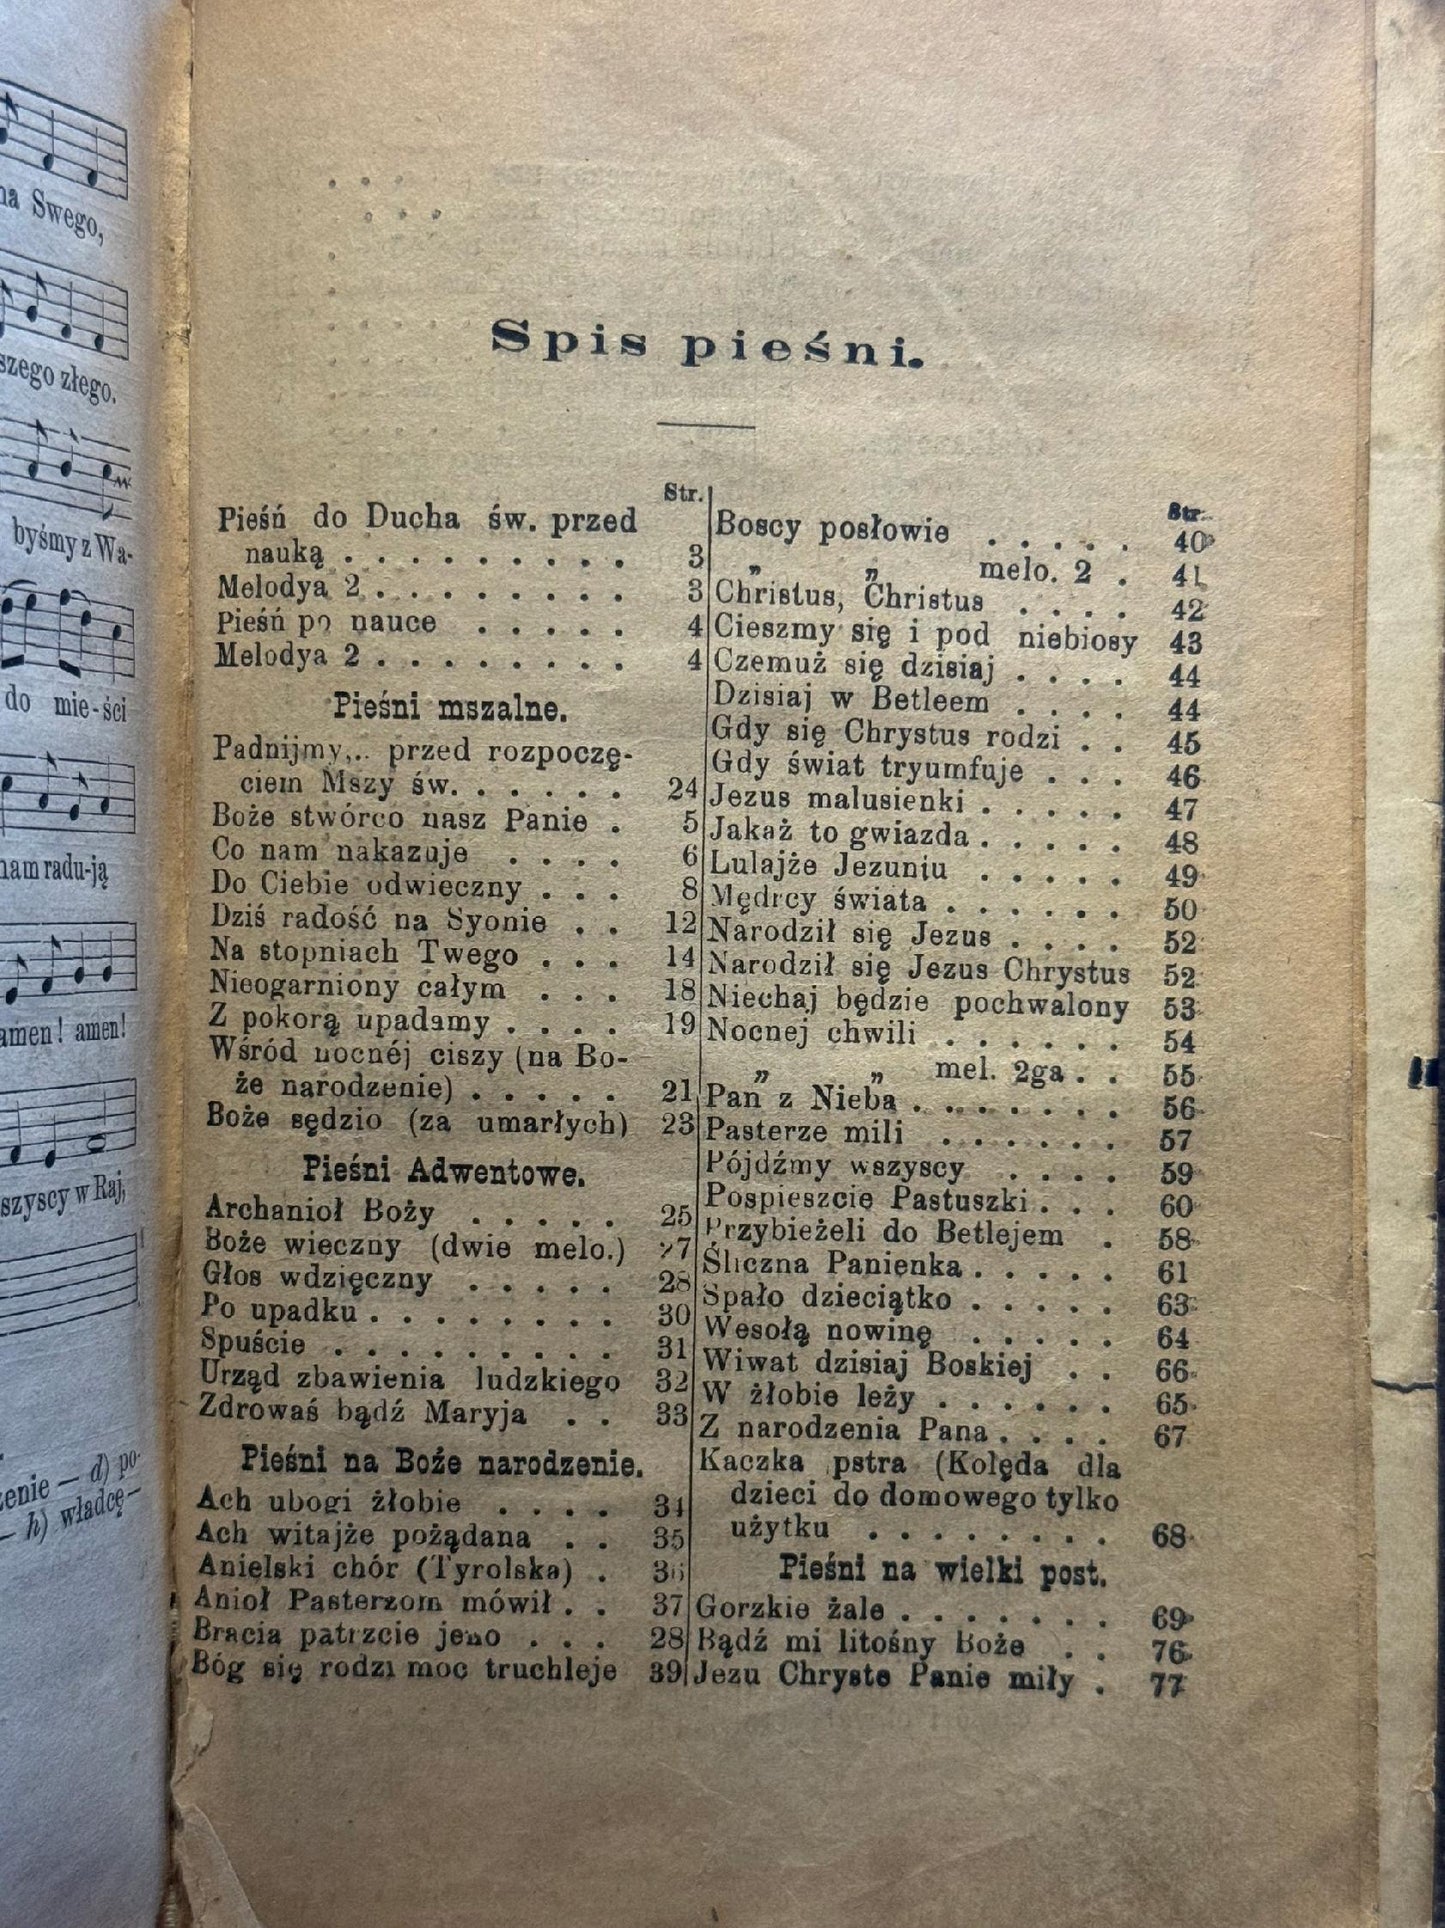 na Swego,
szego złego.
byśmy z Wa-
do mie-ści
nam radu-ją
amen! amen!
szyscy w Raj,
enie — d) po-
— h) władcę —
Spis pieśni.
Str.
Pieśń do Ducha św. przed
nauką . . . . . . . . . 3
Melodya 2 . . . . . . . . 3
Pieśń po nauce . . . . . 4
Melodya 2 . . . . . . . . 4
Pieśni mszalne.
Padnijmy,.. przed rozpoczę-
ciem Mszy św. . . . . . 24
Boże stwórco nasz Panie . 5
Co nam nakazuje . . . . 6
Do Ciebie odwieczny . . . 8
Dziś radość na Syonie . . 12
Na stopniach Twego . . . 14
Nieogarniony całym . . . 18
Z pokorą upadamy . . . . 19
Wśród nocnéj ciszy (na Bo-
że narodzenie) . . . . . 21
Boże sędzio (za umarłych) 23
Pieśni Adwentowe.
Archanioł Boży . . . . . 25
Boże wieczny (dwie melo.) 27
Głos wdzięczny . . . . . 28
Po upadku . . . . . . . . 30
Spuście . . . . . . . . . 31
Urząd zbawienia ludzkiego 32
Zdrowaś bądź Maryja . . 33
Pieśni na Boże narodzenie.
Ach ubogi żłobie . . . . 34
Ach witajże pożądana . . 35
Anielski chór (Tyrolska) . 36
Anioł Pasterzom mówił . . 37
Bracia patrzcie jeno . . . 28
Bóg się rodzi moc truchleje 39
Str.
Boscy posłowie . . . . . 40
„ „ melo. 2 . 41
Christus, Christus . . . . 42
Cieszmy się i pod niebiosy 43
Czemuż się dzisiaj . . . . 44
Dzisiaj w Betleem . . . . 44
Gdy się Chrystus rodzi . . 45
Gdy świat tryumfuje . . . 46
Jezus malusienki . . . . . 47
Jakaż to gwiazda . . . . . 48
Lulajże Jezuniu . . . . . 49
Mędrcy świata . . . . . . 50
Narodził się Jezus . . . . 52
Narodził się Jezus Chrystus 52
Niechaj będzie pochwalony 53
Nocnej chwili . . . . . . 54
„ „ mel. 2ga . . 55
Pan z Nieba . . . . . . . 56
Pasterze mili . . . . . . 57
Pójdźmy wszyscy . . . . 59
Pospieszcie Pastuszki . . . 60
Przybieżeli do Betlejem . 58
Śliczna Panienka . . . . . 61
Spało dzieciątko . . . . . 63
Wesołą nowinę . . . . . 64
Wiwat dzisiaj Boskiej . . 66
W żłobie leży . . . . . . 65
Z narodzenia Pana . . . . 67
Kaczka pstra (Kolęda dla
dzieci do domowego tylko
użytku . . . . . . . . 68
Pieśni na wielki post.
Gorzkie żale . . . . . . . 69
Bądź mi litośny Boże . . 76
Jezu Chryste Panie miły . 77